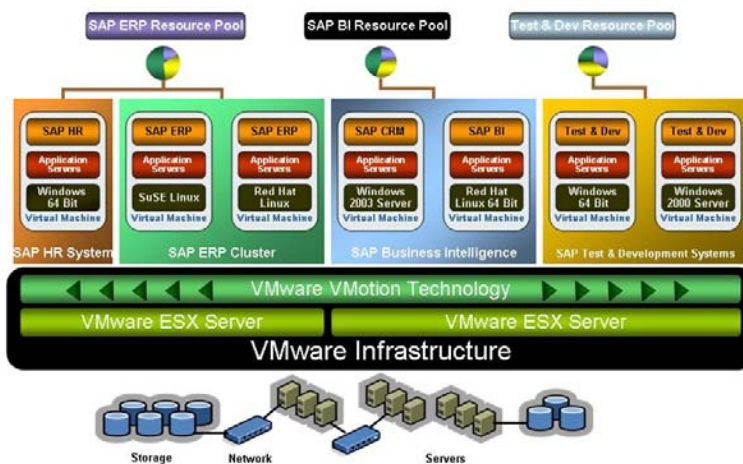 SAP ERP Resource Pool
SAP BI Resource Pool
Test & Dev Resource Pool
SAP HR
Application
Servers
Windows
64 Bit
Virtual Machine
SAP HR System
SAP ERP
Application
Servers
SuSE Linux
Virtual Machine
SAP ERP
Application
Servers
Red Hat
Linux
Virtual Machine
SAP ERP Cluster
SAP CRM
Application
Servers
Windows
2003 Server
Virtual Machine
SAP BI
Application
Servers
Red Hat
Linux 64 Bit
Virtual Machine
SAP Business Intelligence
Test & Dev
Application
Servers
Windows
64 Bit
Virtual Machine
Test & Dev
Application
Servers
Windows
2000 Server
Virtual Machine
SAP Test & Development Systems
VMware VMotion Technology
VMware ESX Server
VMware ESX Server
VMware Infrastructure
Storage
Network
Servers